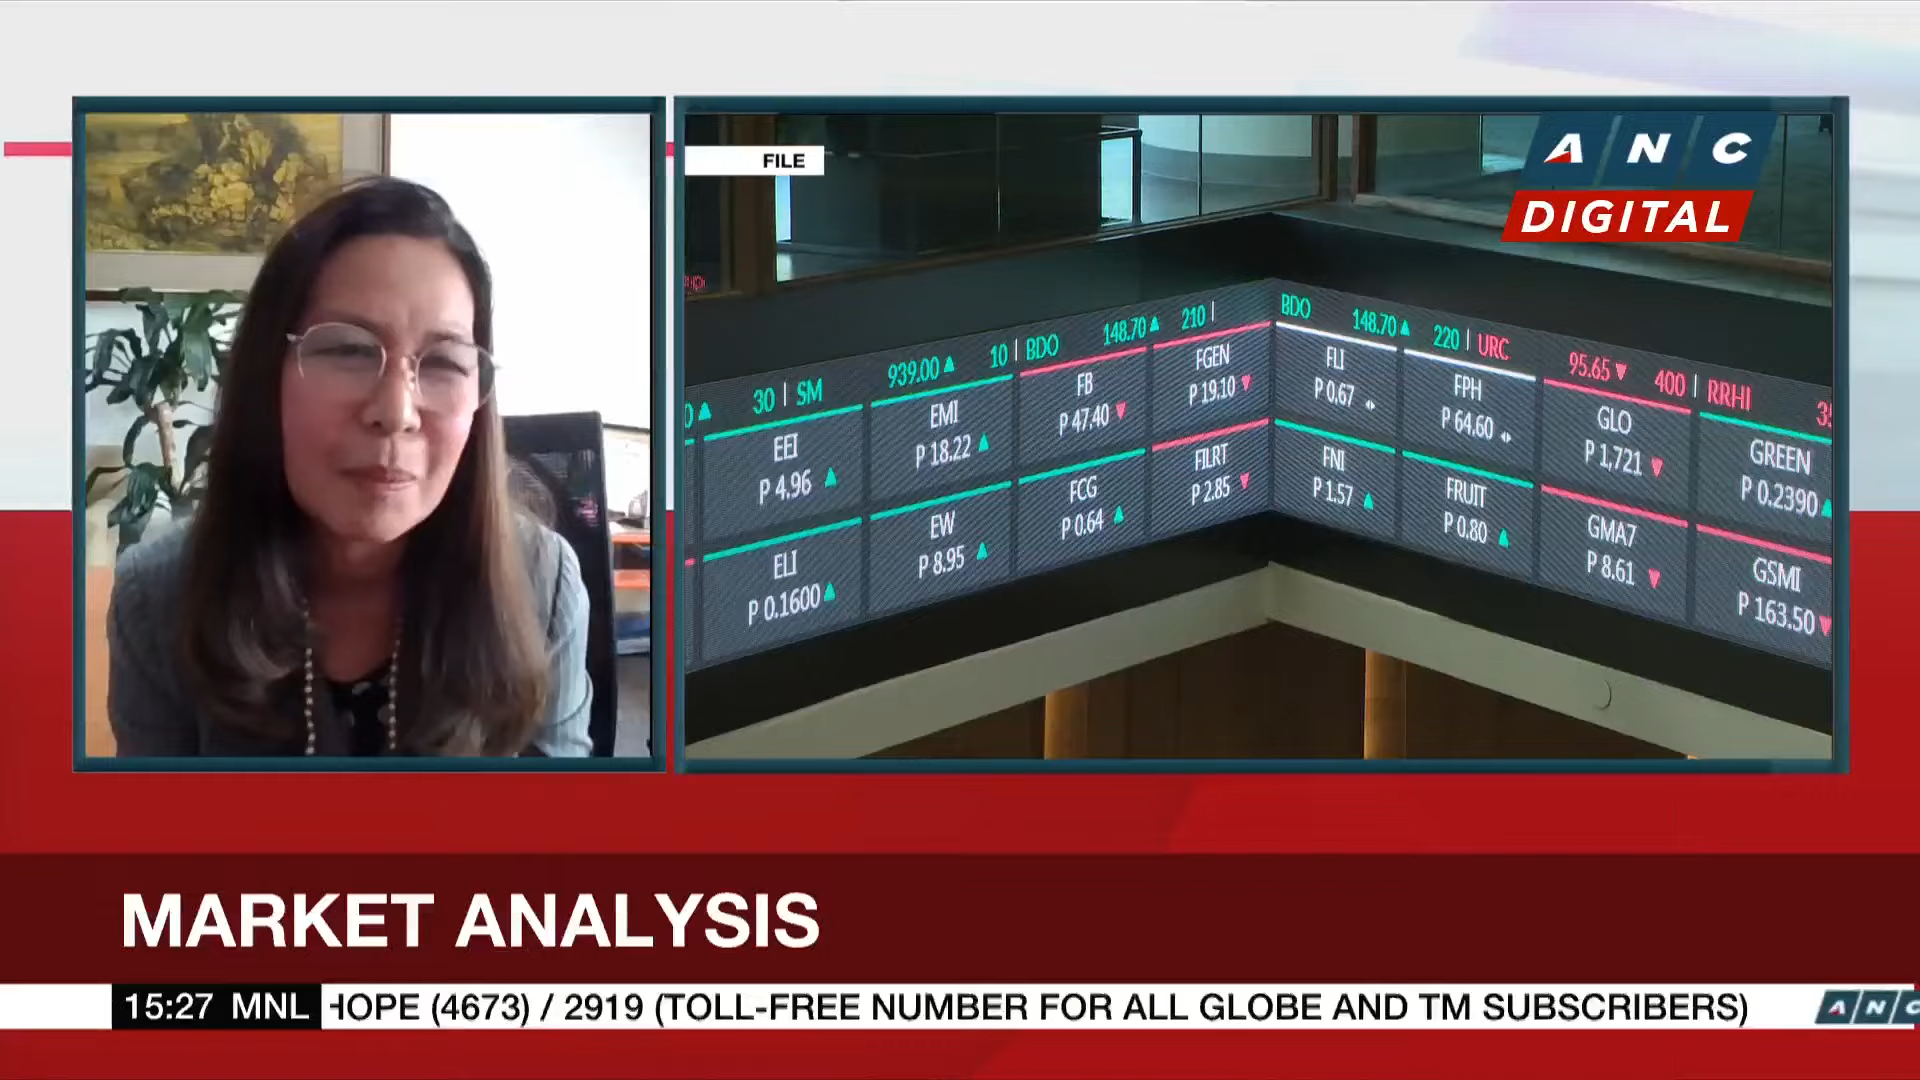 FILE
ANC
DIGITAL
30 | SM 939.00 ▲ 10 | BDO 148.70 ▲ 210 |
BDO 148.70 ▲ 220 | URC 95.65 ▼ 400 | RRHI
EEI
P 4.96 ▲
EMI
P 18.22 ▲
FB
P 47.40 ▼
FGEN
P 19.10 ▼
FLI
P 0.67
FPH
P 64.60
GLO
P 1,721 ▼
GREEN
P 0.2390 ▲
ELI
P 0.1600 ▲
EW
P 8.95 ▲
FCG
P 0.64 ▲
FILRT
P 2.85 ▼
FNI
P 1.57 ▲
FRUIT
P 0.80 ▲
GMA7
P 8.61 ▼
GSMI
P 163.50 ▼
MARKET ANALYSIS
15:27 MNL HOPE (4673) / 2919 (TOLL-FREE NUMBER FOR ALL GLOBE AND TM SUBSCRIBERS) ANC